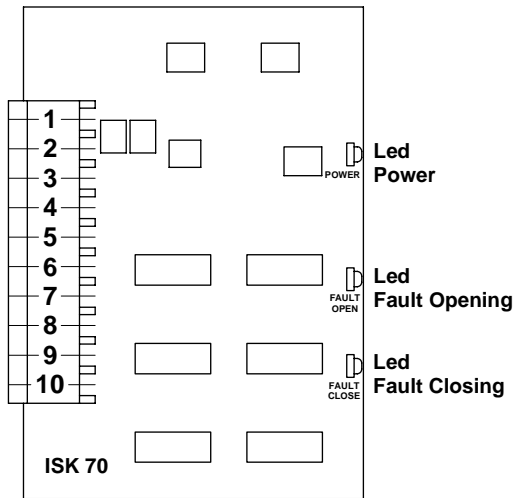 1
2
3
4
5
6
7
8
9
10
POWER
Led
Power
FAULT
OPEN
Led
Fault Opening
FAULT
CLOSE
Led
Fault Closing
ISK 70